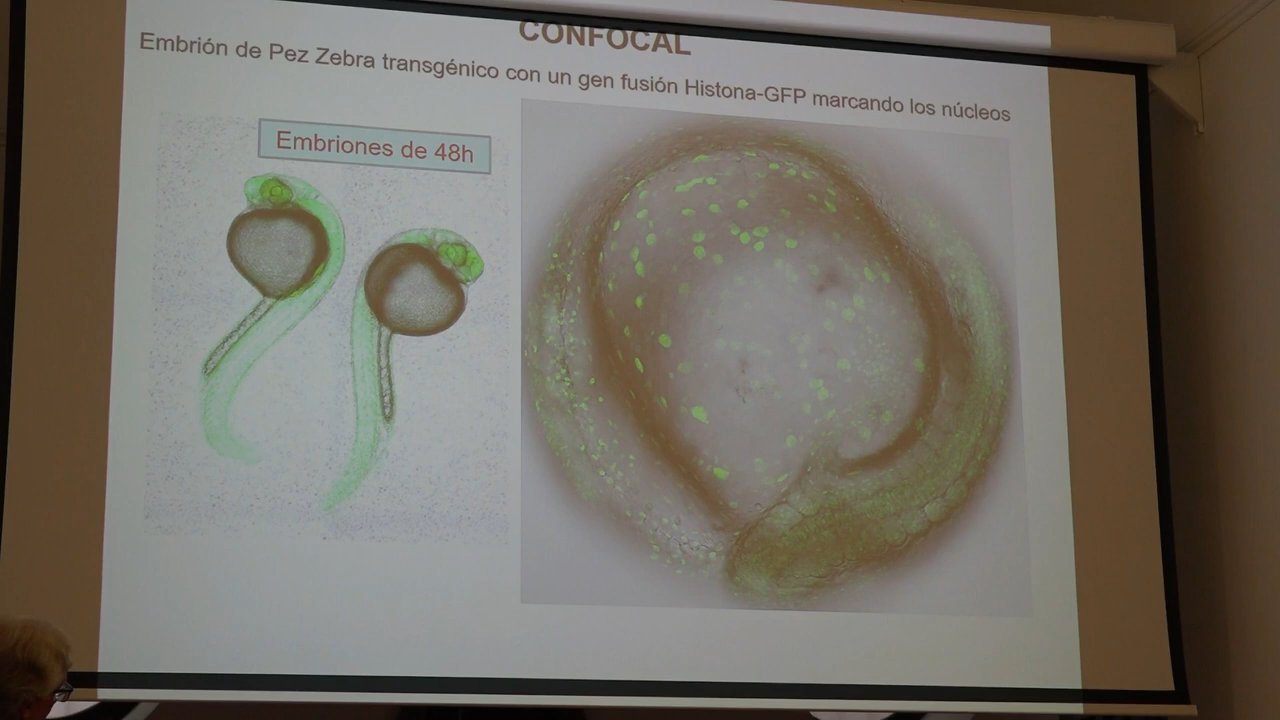 CONFOCAL
Embrión de Pez Zebra transgénico con un gen fusión Histona-GFP marcando los núcleos
Embriones de 48h